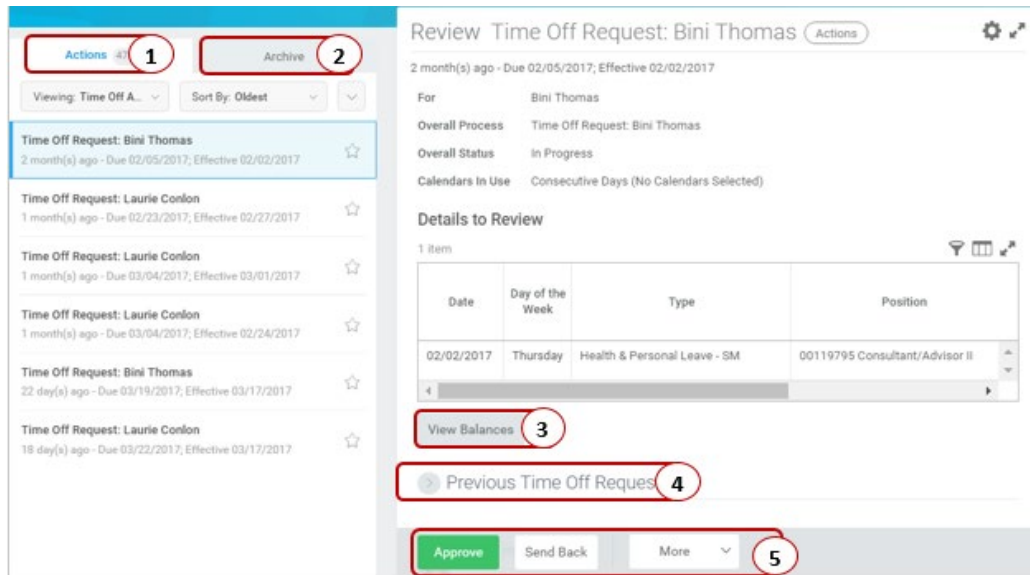 Actions 47
1
Archive
2
Viewing: Time Off A...
Sort By: Oldest
Time Off Request: Bini Thomas
2 month(s) ago - Due 02/05/2017; Effective 02/02/2017
Time Off Request: Laurie Conlon
1 month(s) ago - Due 02/23/2017; Effective 02/27/2017
Time Off Request: Laurie Conlon
1 month(s) ago - Due 03/04/2017; Effective 03/01/2017
Time Off Request: Laurie Conlon
1 month(s) ago - Due 03/04/2017; Effective 02/24/2017
Time Off Request: Bini Thomas
22 day(s) ago - Due 03/19/2017; Effective 03/17/2017
Time Off Request: Laurie Conlon
18 day(s) ago - Due 03/22/2017; Effective 03/17/2017
Review Time Off Request: Bini Thomas Actions
2 month(s) ago - Due 02/05/2017; Effective 02/02/2017
For Bini Thomas
Overall Process Time Off Request: Bini Thomas
Overall Status In Progress
Calendars In Use Consecutive Days (No Calendars Selected)
Details to Review
1 item
Date Day of the Week Type Position
02/02/2017 Thursday Health & Personal Leave - SM 00119795 Consultant/Advisor II
View Balances
3
Previous Time Off Reques
4
Approve Send Back More
5